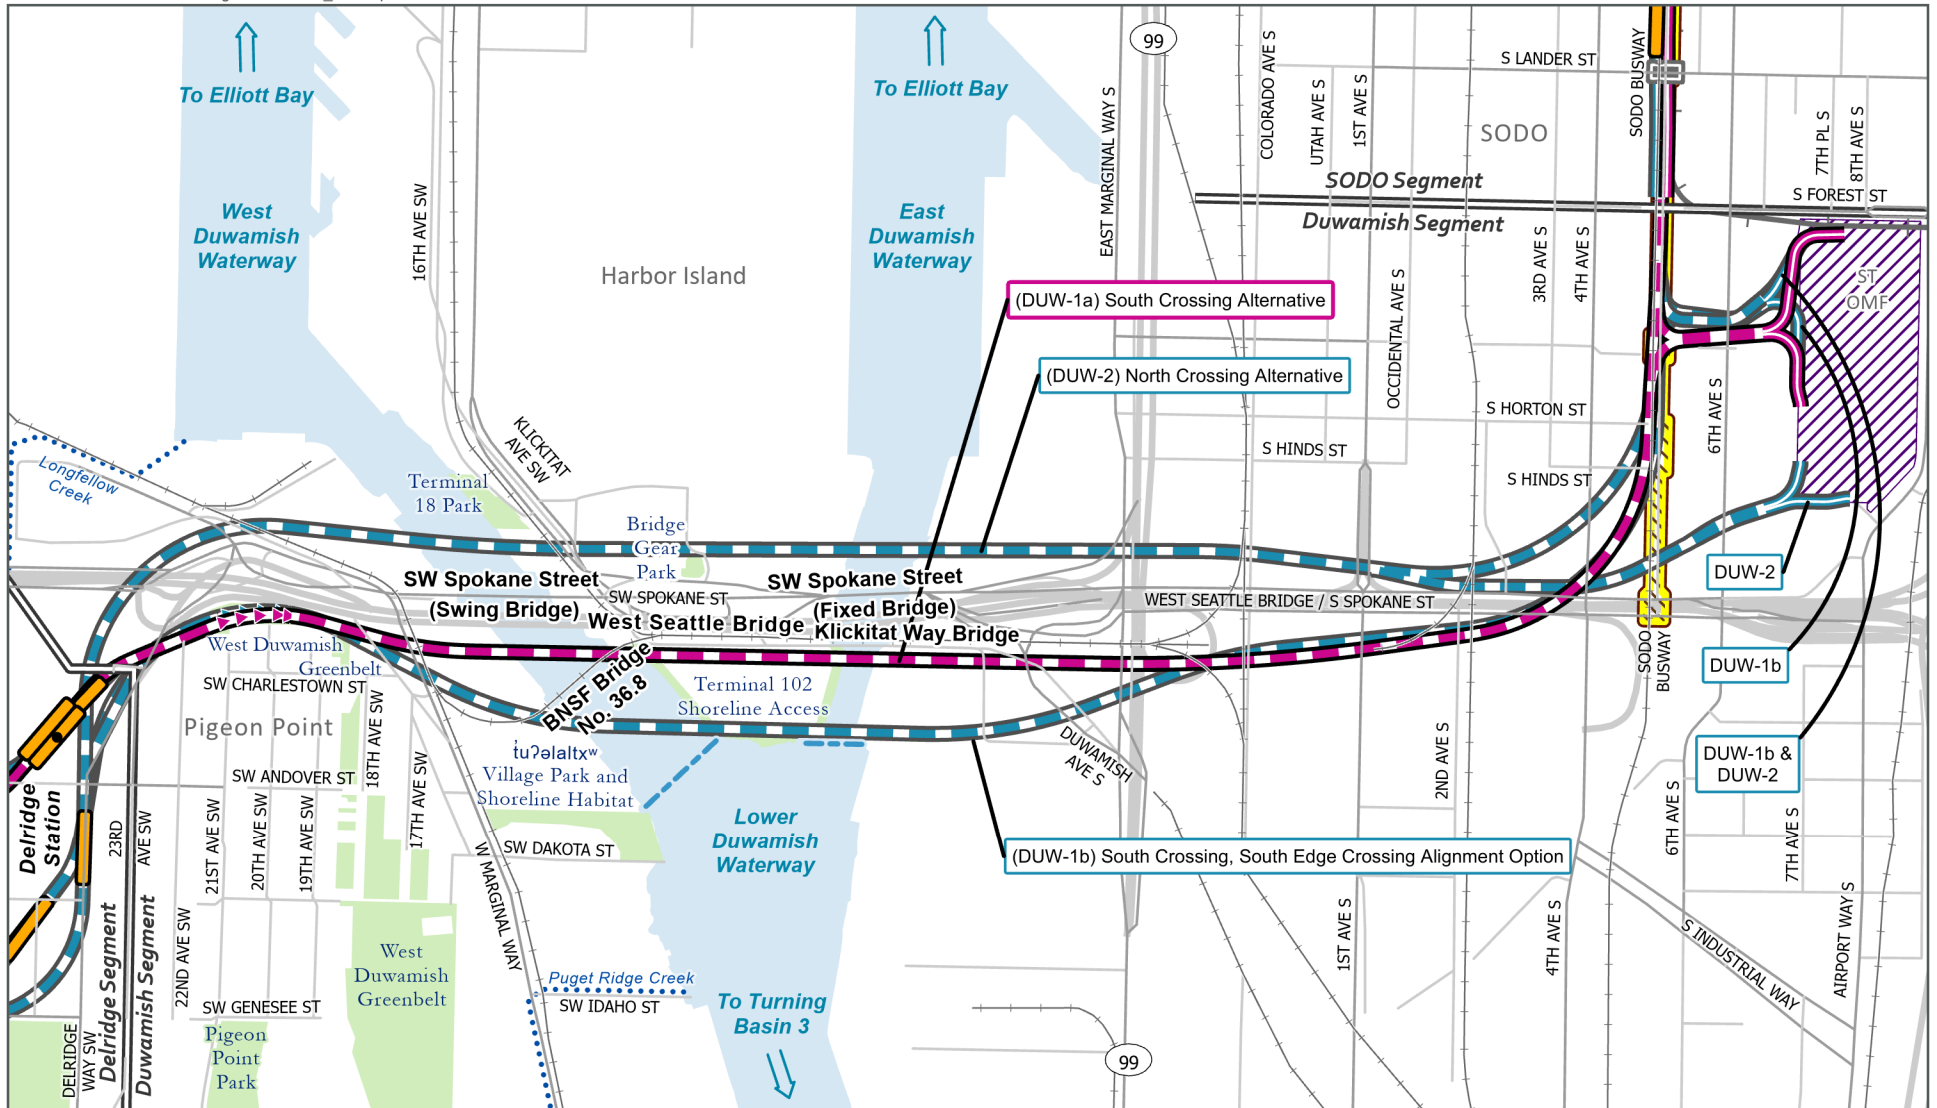 To Elliott Bay
To Elliott Bay
99
COLORADO AVE S
S LANDER ST
SODO BUSWAY
UTAH AVE S
1ST AVE S
SODO
7TH PL S
8TH AVE S
EAST MARGINAL WAY S
16TH AVE SW
SODO Segment
S FOREST ST
Duwamish Segment
West
Duwamish
Waterway
East
Duwamish
Waterway
Harbor Island
3RD AVE S
4TH AVE S
ST
OMF
(DUW-1a) South Crossing Alternative
OCCIDENTAL AVE S
(DUW-2) North Crossing Alternative
S HORTON ST
6TH AVE S
KLICKITAT
AVE SW
S HINDS ST
S HINDS ST
Longfellow
Creek
Terminal
18 Park
Bridge
Gear
Park
SW Spokane Street
(Swing Bridge)
SW Spokane Street
(Fixed Bridge)
SW SPOKANE ST
West Seattle Bridge
Klickitat Way Bridge
WEST SEATTLE BRIDGE / S SPOKANE ST
DUW-2
SODO
BUSWAY
DUW-1b
West Duwamish
Greenbelt
SW CHARLESTOWN ST
BNSF Bridge
No. 36.8
Terminal 102
Shoreline Access
Pigeon Point
18TH AVE SW
DUWAMISH
AVE S
2ND AVE S
DUW-1b &
DUW-2
t̓uʔəlaltxʷ
Village Park and
Shoreline Habitat
SW ANDOVER ST
17TH AVE SW
Delridge
Station
23RD
AVE SW
21ST AVE SW
20TH AVE SW
19TH AVE SW
Lower
Duwamish
Waterway
6TH AVE S
7TH AVE S
SW DAKOTA ST
(DUW-1b) South Crossing, South Edge Crossing Alignment Option
W MARGINAL WAY
22ND AVE SW
Delridge Segment
Duwamish Segment
West
Duwamish
Greenbelt
1ST AVE S
4TH AVE S
S INDUSTRIAL WAY
AIRPORT WAY S
Puget Ridge Creek
SW IDAHO ST
SW GENESEE ST
To Turning
Basin 3
DELRIDGE
WAY SW
Pigeon
Point
Park
99